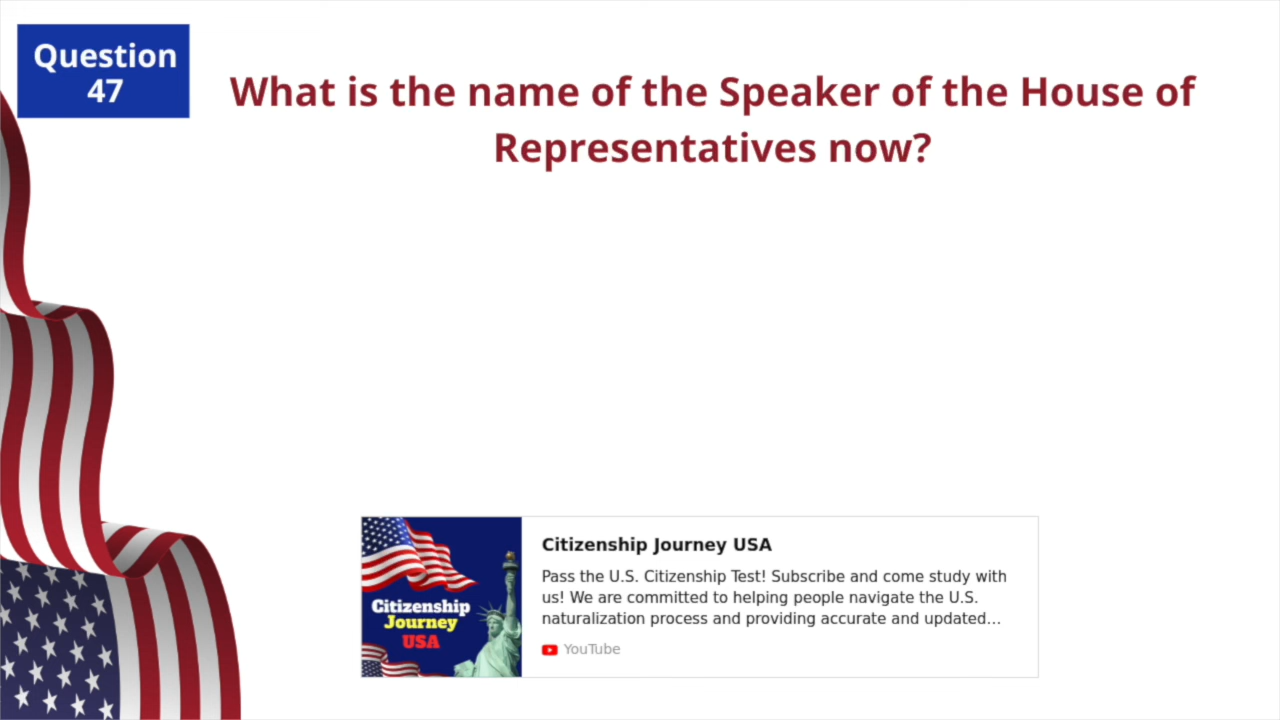 Question
47
What is the name of the Speaker of the House of
Representatives now?
Citizenship Journey USA
Pass the U.S. Citizenship Test! Subscribe and come study with
us! We are committed to helping people navigate the U.S.
naturalization process and providing accurate and updated...
YouTube
Citizenship
Journey
USA